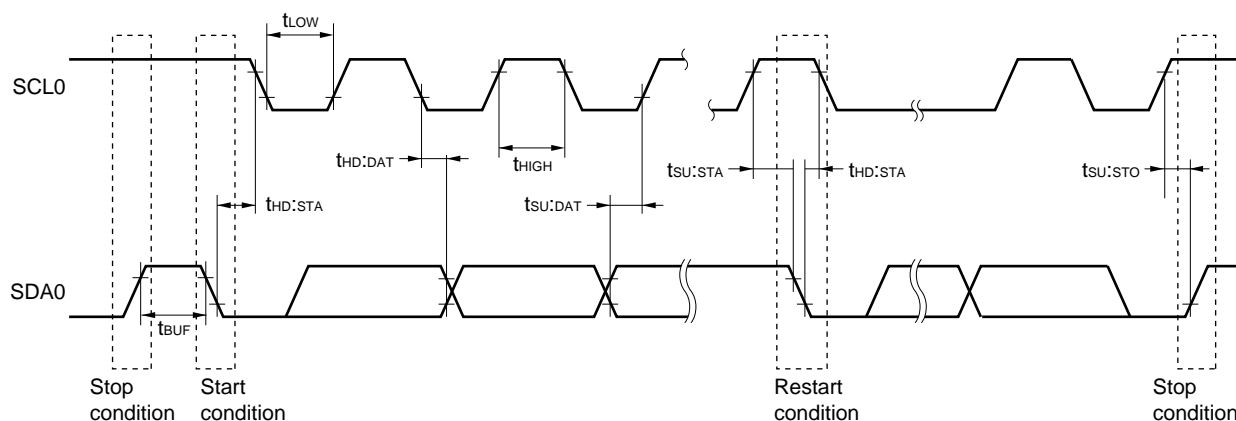 tLOW
SCL0
tHD:DAT
tHIGH
tSU:STA
tHD:STA
tSU:STO
tHD:STA
tSU:DAT
SDA0
tBUF
Stop
condition
Start
condition
Restart
condition
Stop
condition